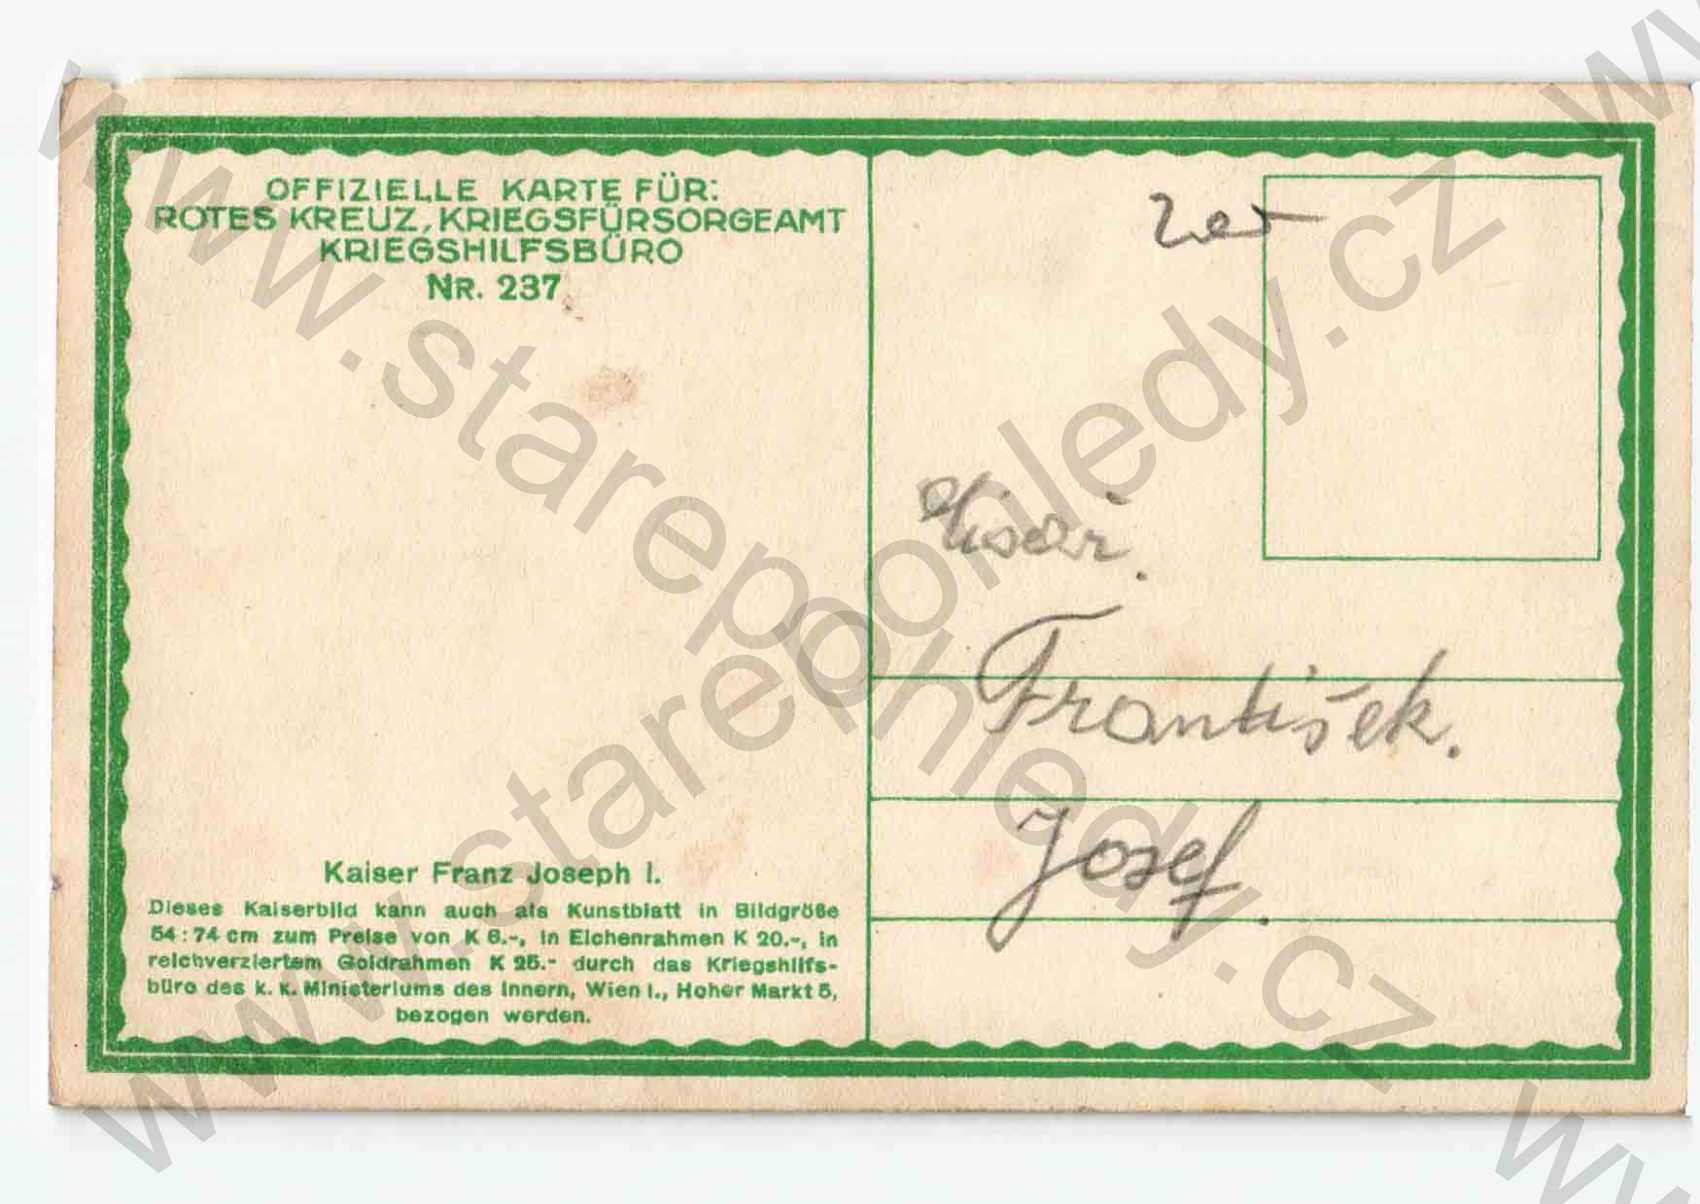 OFFIZIELLE KARTE FÜR:
ROTES KREUZ, KRIEGSFÜRSORGEAMT
KRIEGSHILFSBÜRO
NR. 237
Kaiser Franz Joseph I.
Dieses Kaiserbild kann auch als Kunstblatt in Bildgröße
54:74 cm zum Preise von K 6.-, in Eichenrahmen K 20.-, in
reichverziertem Goldrahmen K 25.- durch das Kriegshilfs-
büro des k. k. Ministeriums des Innern, Wien I., Hoher Markt 5,
bezogen werden.
František.
Josef.
www.starepohledy.cz
www.starepohledy.cz